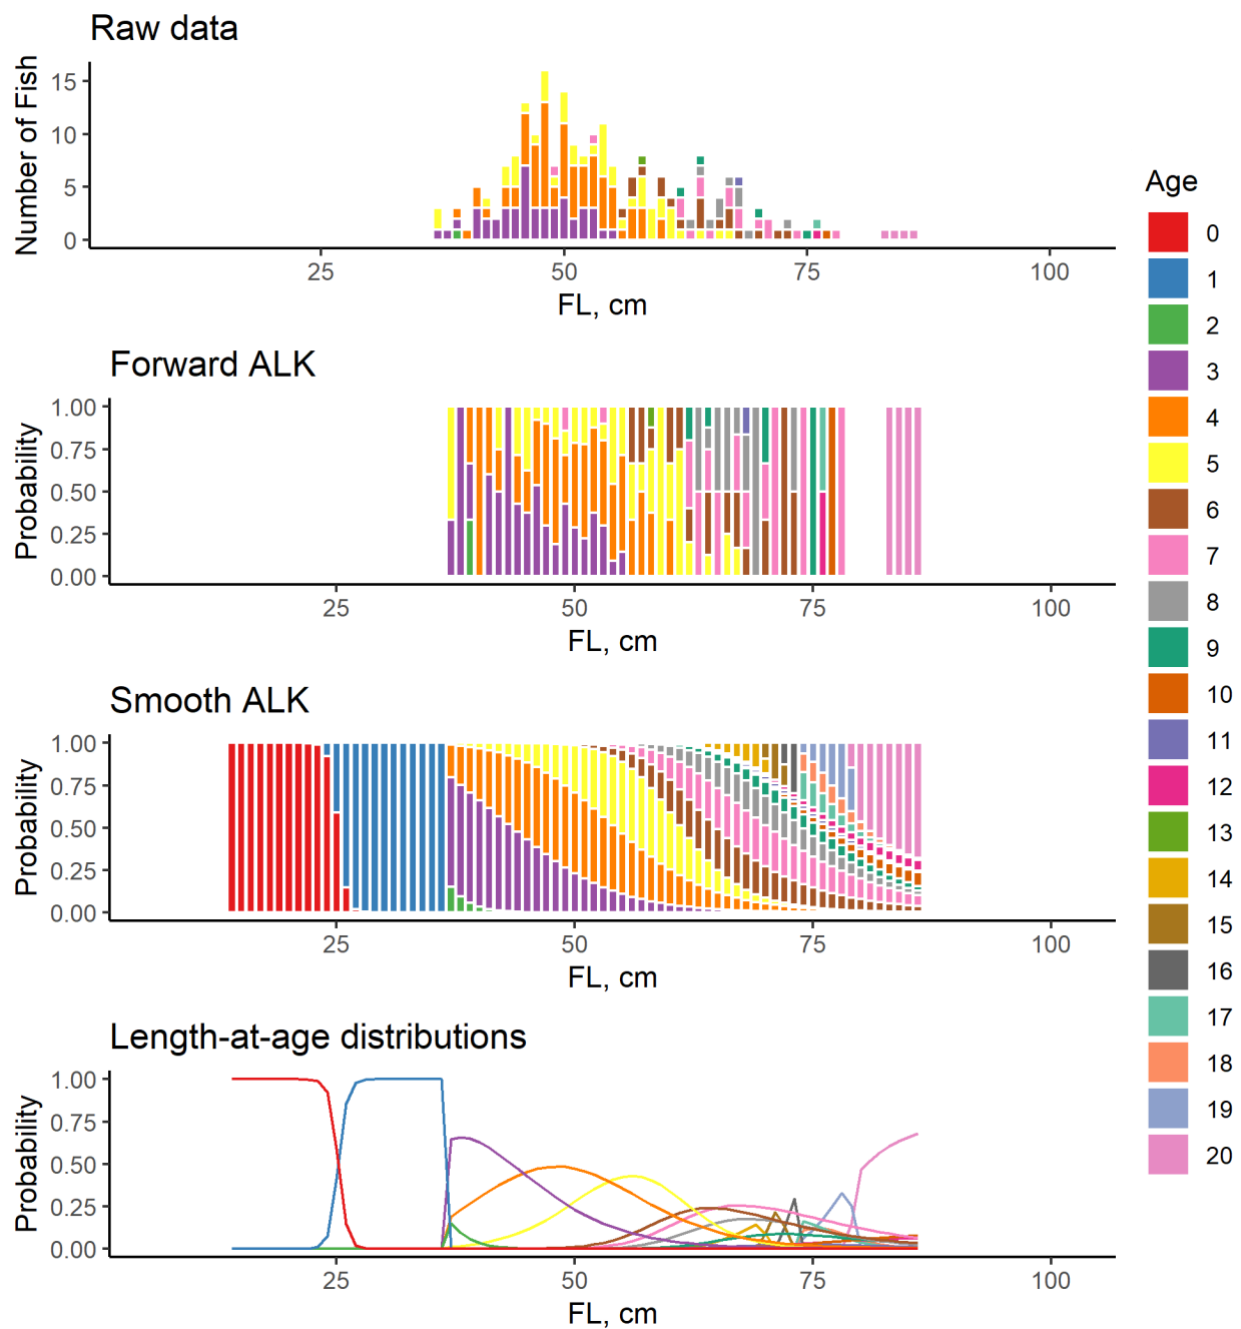 Raw data
Number of Fish
15
10
5
0
25 50 75 100
FL, cm
Forward ALK
Probability
1.00
0.75
0.50
0.25
0.00
25 50 75 100
FL, cm
Smooth ALK
Probability
1.00
0.75
0.50
0.25
0.00
25 50 75 100
FL, cm
Length-at-age distributions
Probability
1.00
0.75
0.50
0.25
0.00
25 50 75 100
FL, cm
Age
0
1
2
3
4
5
6
7
8
9
10
11
12
13
14
15
16
17
18
19
20